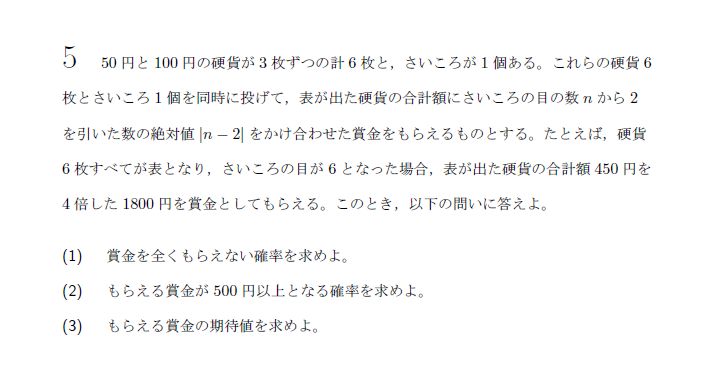 5 50 円と 100 円の硬貨が 3 枚ずつの計 6 枚と，さいころが 1 個ある。これらの硬貨 6
枚とさいころ 1 個を同時に投げて，表が出た硬貨の合計額にさいころの目の数 n から 2
を引いた数の絶対値 |n − 2| をかけ合わせた賞金をもらえるものとする。たとえば，硬貨
6 枚すべてが表となり，さいころの目が 6 となった場合，表が出た硬貨の合計額 450 円を
4 倍した 1800 円を賞金としてもらえる。このとき，以下の問いに答えよ。
(1) 賞金を全くもらえない確率を求めよ。
(2) もらえる賞金が 500 円以上となる確率を求めよ。
(3) もらえる賞金の期待値を求めよ。